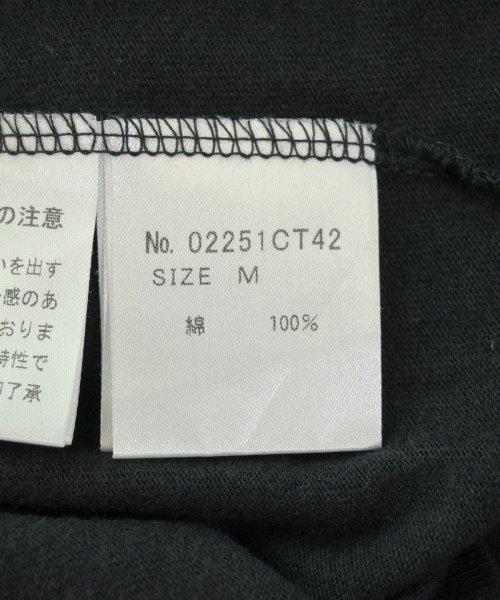 の注意
いを出す
感のあ
おりま
特性で
了承
No. 02251CT42
SIZE M
綿 100%